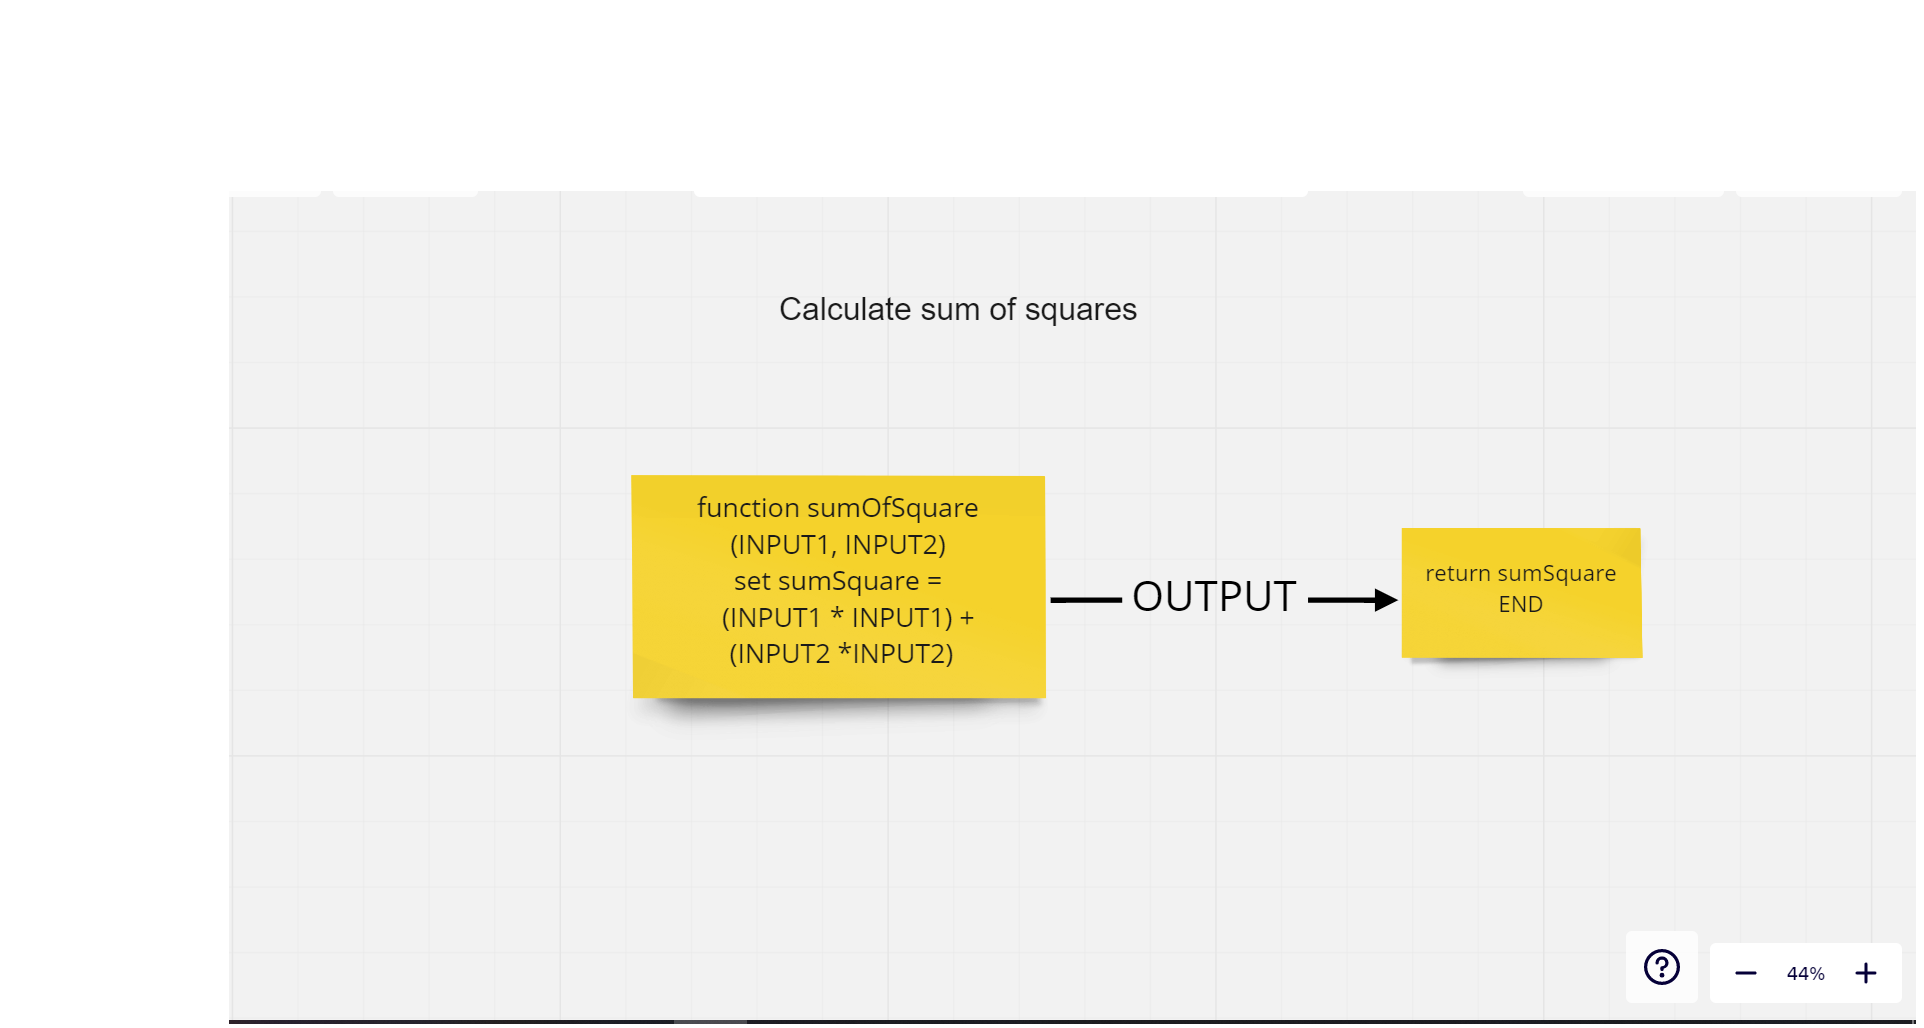 Calculate sum of squares
function sumOfSquare
(INPUT1, INPUT2)
set sumSquare =
(INPUT1 * INPUT1) +
(INPUT2 *INPUT2)
OUTPUT
return sumSquare
END
44%